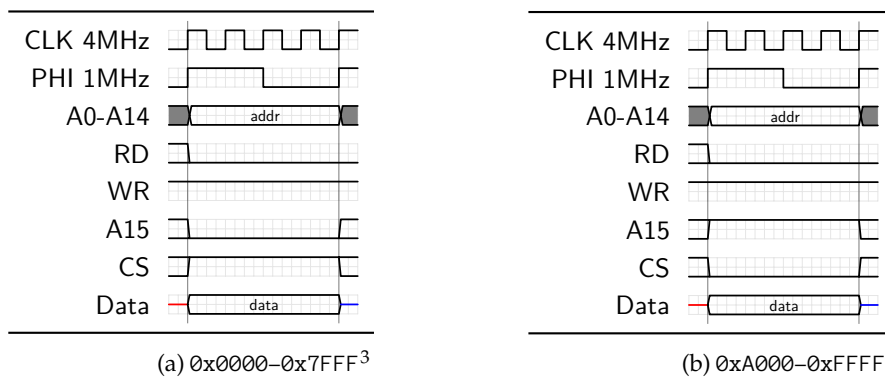 CLK 4MHz
PHI 1MHz
A0-A14
addr
RD
WR
A15
CS
Data
data
(a) 0x0000–0x7FFF³
CLK 4MHz
PHI 1MHz
A0-A14
addr
RD
WR
A15
CS
Data
data
(b) 0xA000–0xFFFF